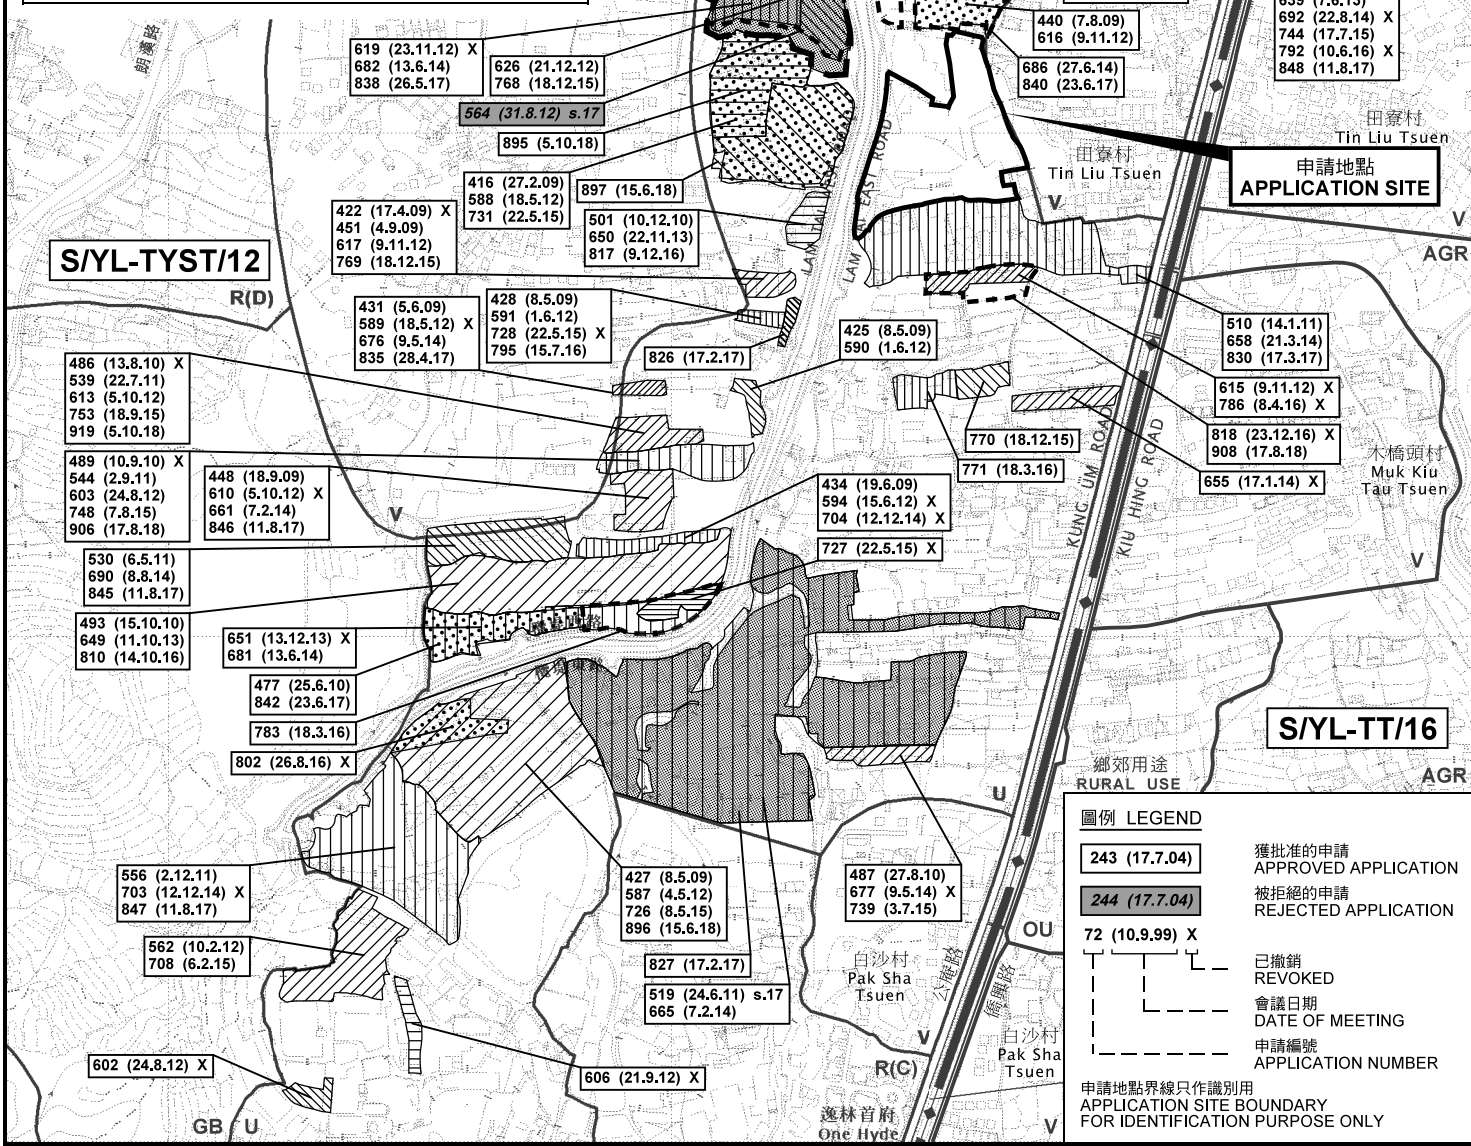 朗漢路
619 (23.11.12) X
682 (13.6.14)
838 (26.5.17)
626 (21.12.12)
768 (18.12.15)
564 (31.8.12) s.17
895 (5.10.18)
416 (27.2.09)
588 (18.5.12)
731 (22.5.15)
897 (15.6.18)
440 (7.8.09)
616 (9.11.12)
686 (27.6.14)
840 (23.6.17)
639 (7.6.13)
692 (22.8.14) X
744 (17.7.15)
792 (10.6.16) X
848 (11.8.17)
田寮村
Tin Liu Tsuen
田寮村
Tin Liu Tsuen
申請地點
APPLICATION SITE
V
V
AGR
422 (17.4.09) X
451 (4.9.09)
617 (9.11.12)
769 (18.12.15)
501 (10.12.10)
650 (22.11.13)
817 (9.12.16)
LAM TAI
LAM TAI EAST ROAD
S/YL-TYST/12
R(D)
431 (5.6.09)
589 (18.5.12) X
676 (9.5.14)
835 (28.4.17)
428 (8.5.09)
591 (1.6.12)
728 (22.5.15) X
795 (15.7.16)
826 (17.2.17)
425 (8.5.09)
590 (1.6.12)
510 (14.1.11)
658 (21.3.14)
830 (17.3.17)
615 (9.11.12) X
786 (8.4.16) X
818 (23.12.16) X
908 (17.8.18)
655 (17.1.14) X
770 (18.12.15)
771 (18.3.16)
KUNG UM ROAD
KIU HING ROAD
木橋頭村
Muk Kiu
Tau Tsuen
V
486 (13.8.10) X
539 (22.7.11)
613 (5.10.12)
753 (18.9.15)
919 (5.10.18)
489 (10.9.10) X
544 (2.9.11)
603 (24.8.12)
748 (7.8.15)
906 (17.8.18)
448 (18.9.09)
610 (5.10.12) X
661 (7.2.14)
846 (11.8.17)
V
434 (19.6.09)
594 (15.6.12) X
704 (12.12.14) X
727 (22.5.15) X
530 (6.5.11)
690 (8.8.14)
845 (11.8.17)
493 (15.10.10)
649 (11.10.13)
810 (14.10.16)
651 (13.12.13) X
681 (13.6.14)
477 (25.6.10)
842 (23.6.17)
783 (18.3.16)
802 (26.8.16) X
S/YL-TT/16
AGR
鄉郊用途
RURAL USE
U
556 (2.12.11)
703 (12.12.14) X
847 (11.8.17)
562 (10.2.12)
708 (6.2.15)
427 (8.5.09)
587 (4.5.12)
726 (8.5.15)
896 (15.6.18)
827 (17.2.17)
519 (24.6.11) s.17
665 (7.2.14)
487 (27.8.10)
677 (9.5.14) X
739 (3.7.15)
602 (24.8.12) X
606 (21.9.12) X
白沙村
Pak Sha
Tsuen
公庵路
僑興路
OU
V
R(C)
白沙村
Pak Sha
Tsuen
逸林首府
One Hyde
V
GB
U
圖例 LEGEND
243 (17.7.04)
獲批准的申請
APPROVED APPLICATION
244 (17.7.04)
被拒絕的申請
REJECTED APPLICATION
72 (10.9.99) X
已撤銷
REVOKED
會議日期
DATE OF MEETING
申請編號
APPLICATION NUMBER
申請地點界線只作識別用
APPLICATION SITE BOUNDARY
FOR IDENTIFICATION PURPOSE ONLY